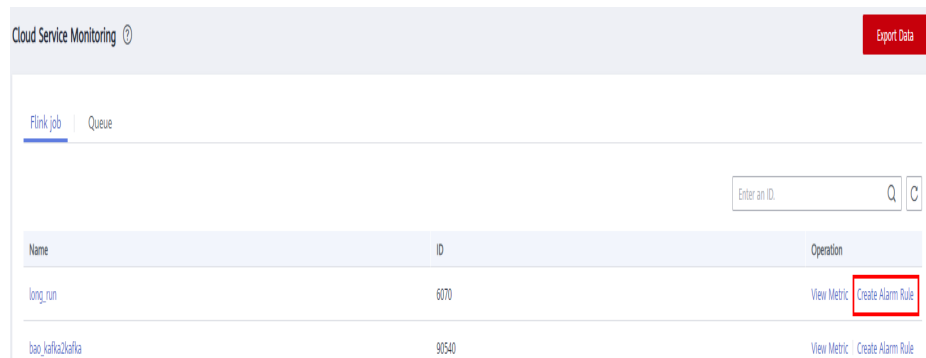 Cloud Service Monitoring ?
Export Data
Flink job Queue
Enter an ID.
Name ID Operation
long_run 6070 View Metric Create Alarm Rule
bao_kafka2kafka 90540 View Metric Create Alarm Rule